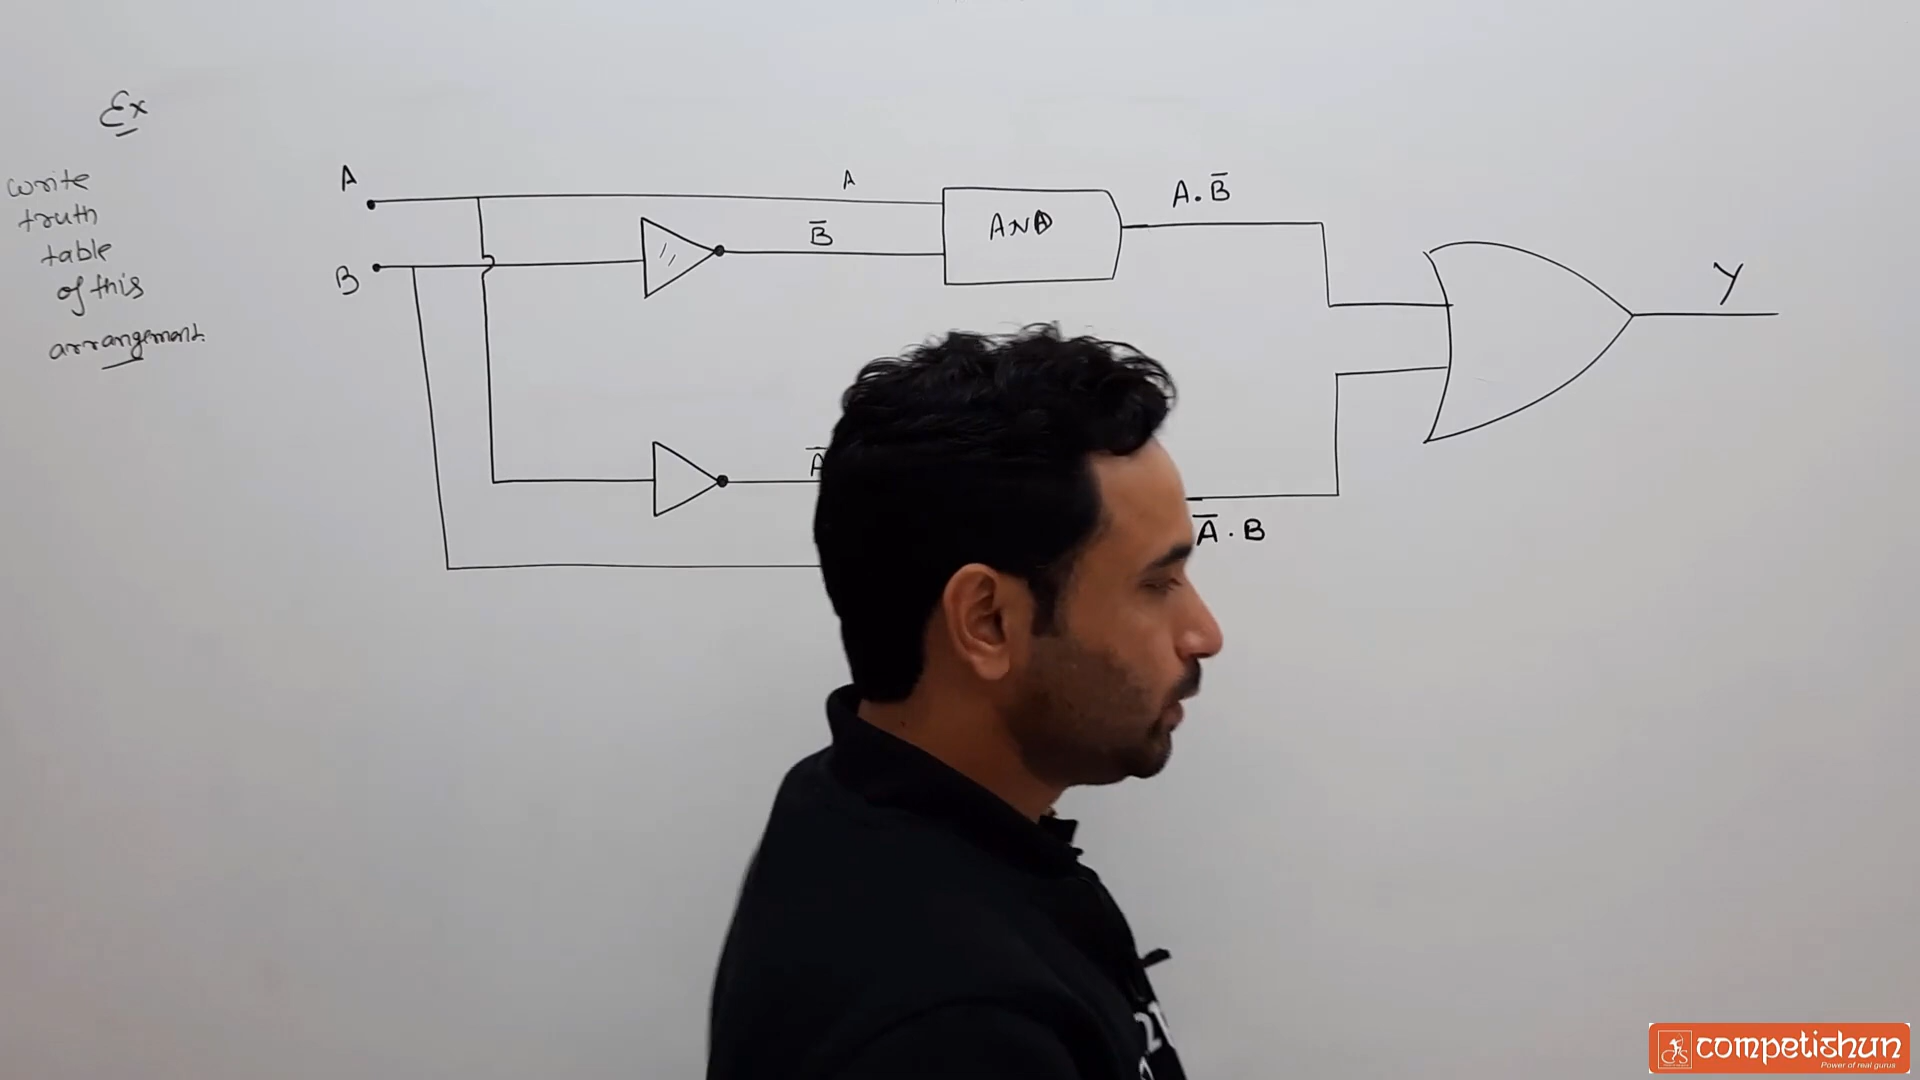 Ex
write
truth
table
of this
arrangement.
A
B
A
B̅
AND
A.B̅
A̅
A̅.B
Y
competishun
Power of real gurus